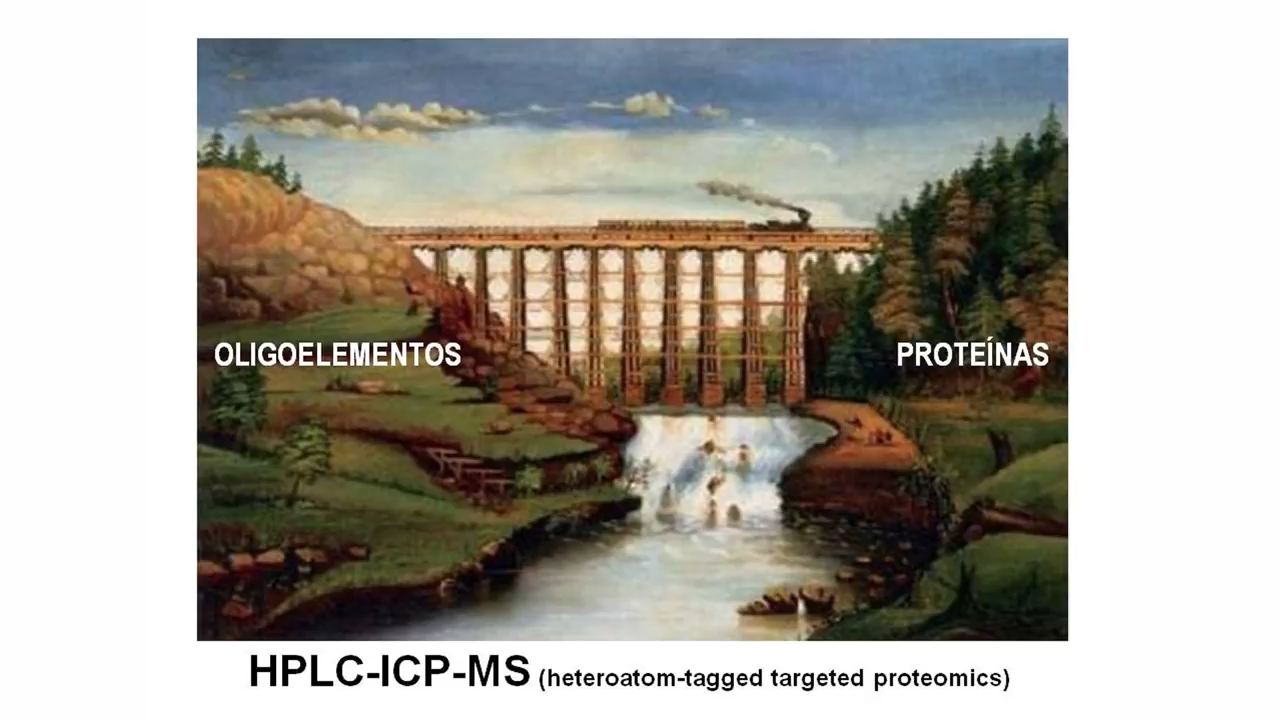 OLIGOELEMENTOS
PROTEÍNAS
HPLC-ICP-MS (heteroatom-tagged targeted proteomics)